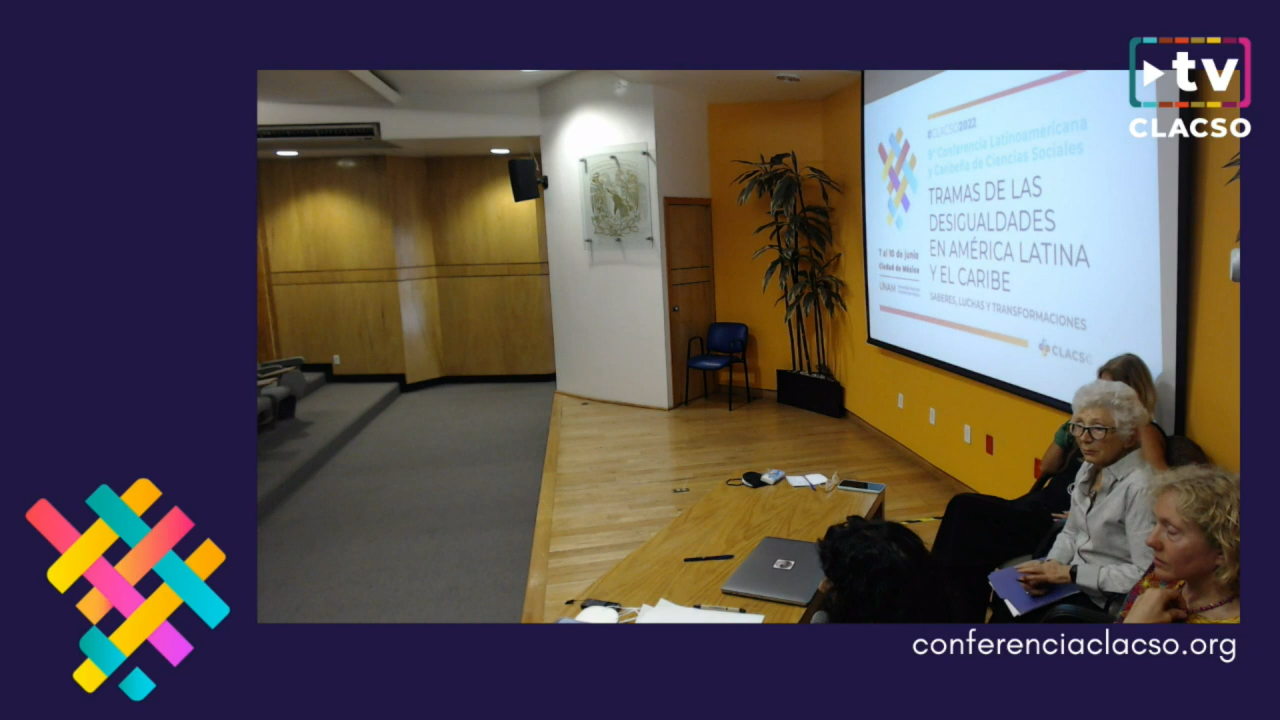 tv
CLACSO
#CLACSO2022
9ª Conferencia Latinoamericana
y Caribeña de Ciencias Sociales
TRAMAS DE LAS
DESIGUALDADES
EN AMÉRICA LATINA
Y EL CARIBE
SABERES, LUCHAS Y TRANSFORMACIONES
7 al 10 de junio
Ciudad de México
UNAM
CLACSO
conferenciaclacso.org